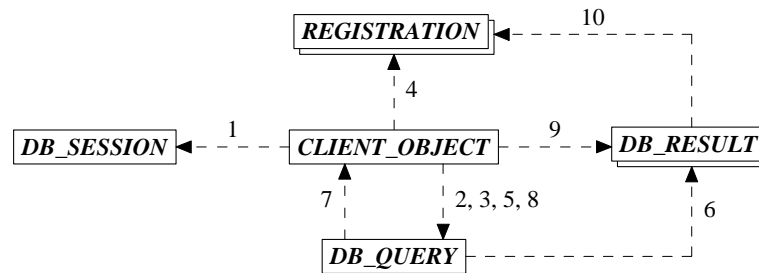 REGISTRATION
10
4
DB_SESSION
1
CLIENT_OBJECT
9
DB_RESULT
7
2, 3, 5, 8
6
DB_QUERY